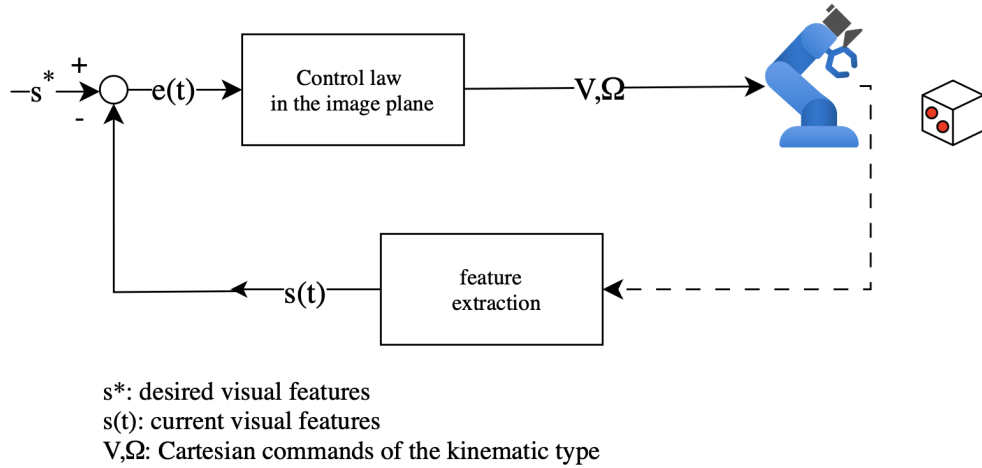 +
s*
-
e(t)
Control law
in the image plane
V,Ω
feature
extraction
s(t)
s*: desired visual features
s(t): current visual features
V,Ω: Cartesian commands of the kinematic type